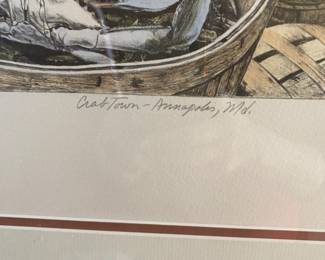 Crab Town - Annapolis, Md.